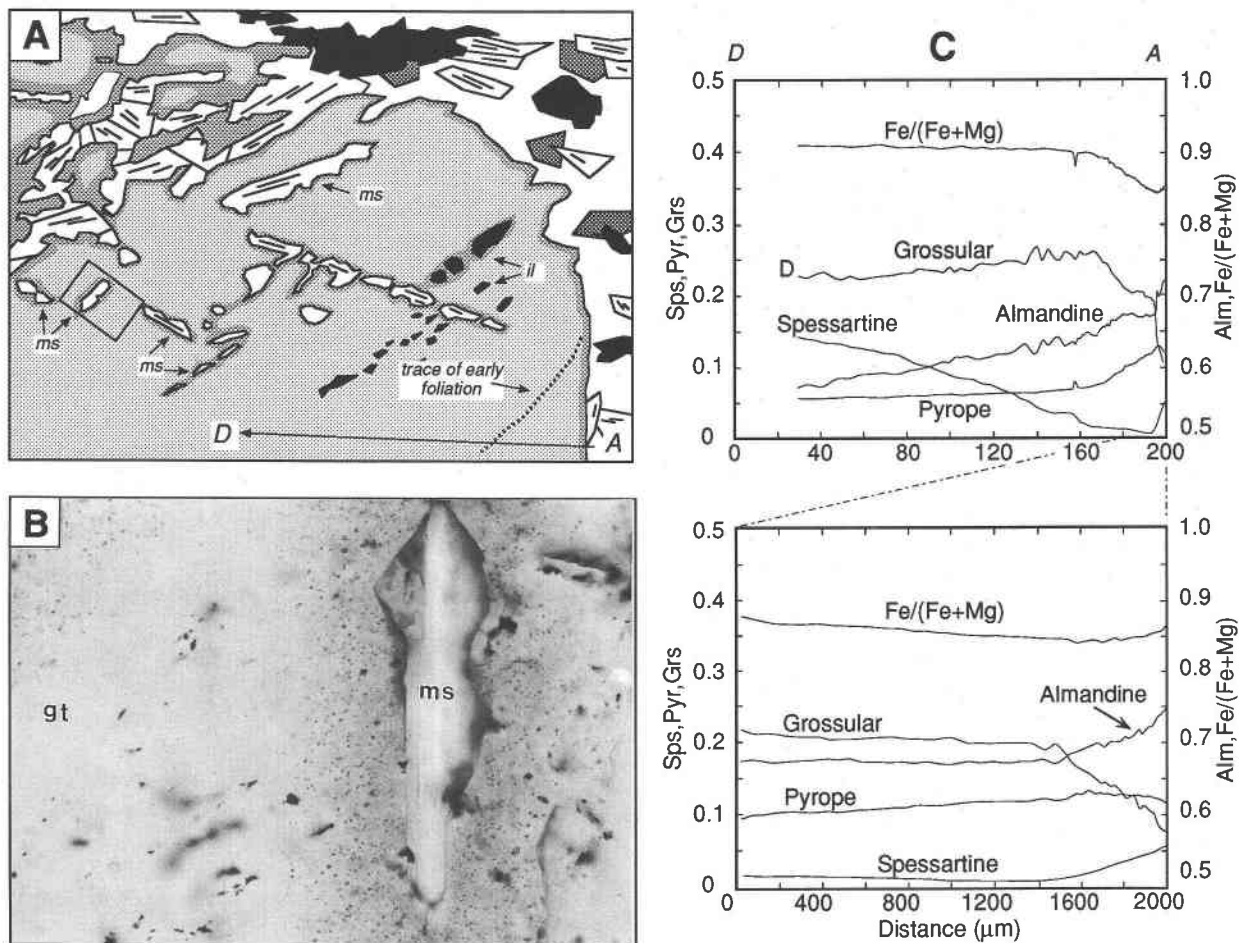 A
ms
il
ms
ms
trace of early
foliation
D
A
B
gt
ms
D
C
A
0.5
0.4
0.3
0.2
0.1
0
Sps,Pyr,Grs
Fe/(Fe+Mg)
Grossular
D
Almandine
Spessartine
Pyrope
1.0
0.9
0.8
0.7
0.6
0.5
Alm,Fe/(Fe+Mg)
0 40 80 120 160 200
0.5
0.4
0.3
0.2
0.1
0
Sps,Pyr,Grs
Fe/(Fe+Mg)
Almandine
Grossular
Pyrope
Spessartine
1.0
0.9
0.8
0.7
0.6
0.5
Alm,Fe/(Fe+Mg)
0 400 800 1200 1600 2000
Distance (μm)